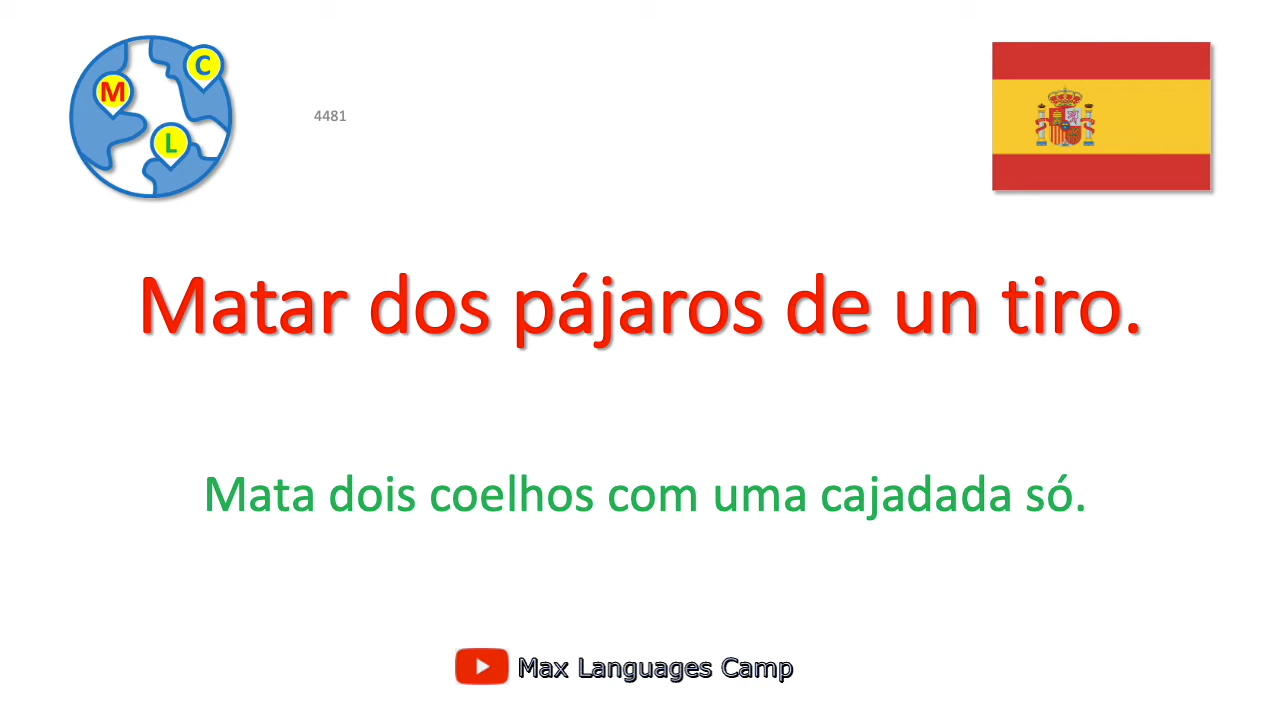 M
C
L
4481
Matar dos pájaros de un tiro.
Mata dois coelhos com uma cajadada só.
Max Languages Camp